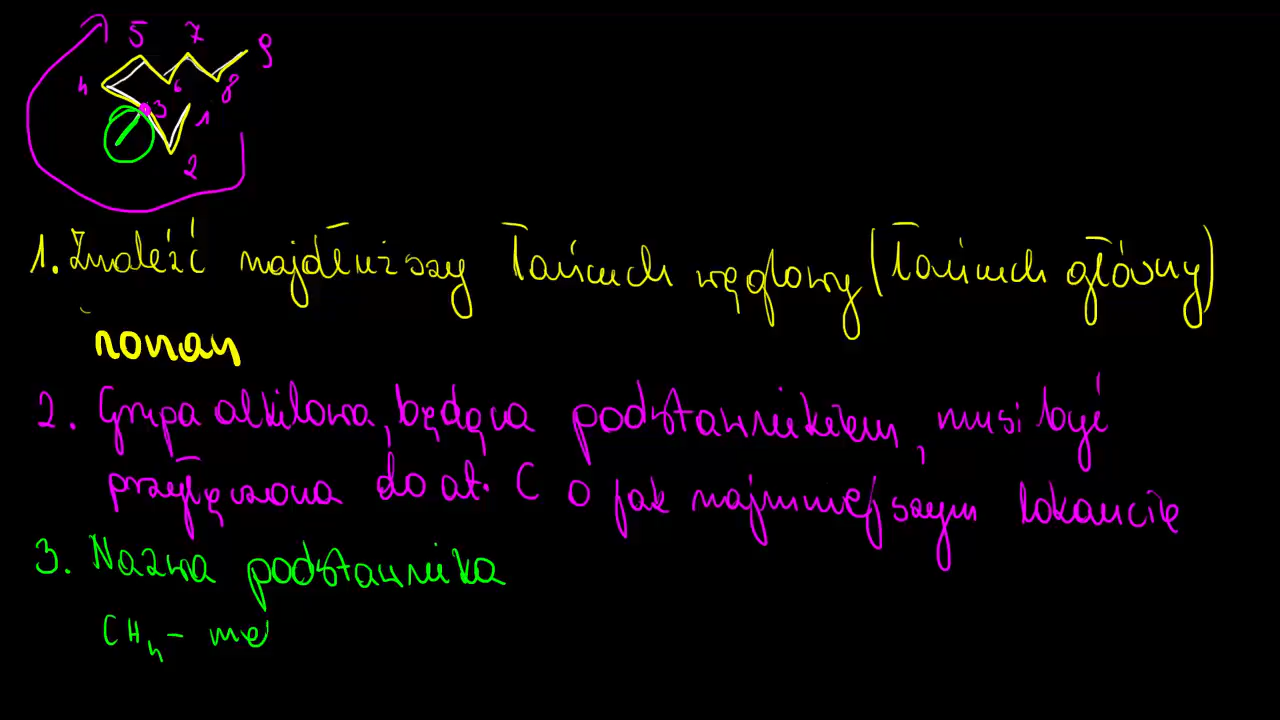 5 7 9
4 6 8
3 1
2
1. Znaleźć najdłuższy łańcuch węglowy (łańcuch główny)
nonan
2. Grupa alkilowa, będąca podstawnikiem, musi być
przyłączona do at. C o jak najmniejszym lokancie
3. Nazwa podstawnika
CH₄ - me